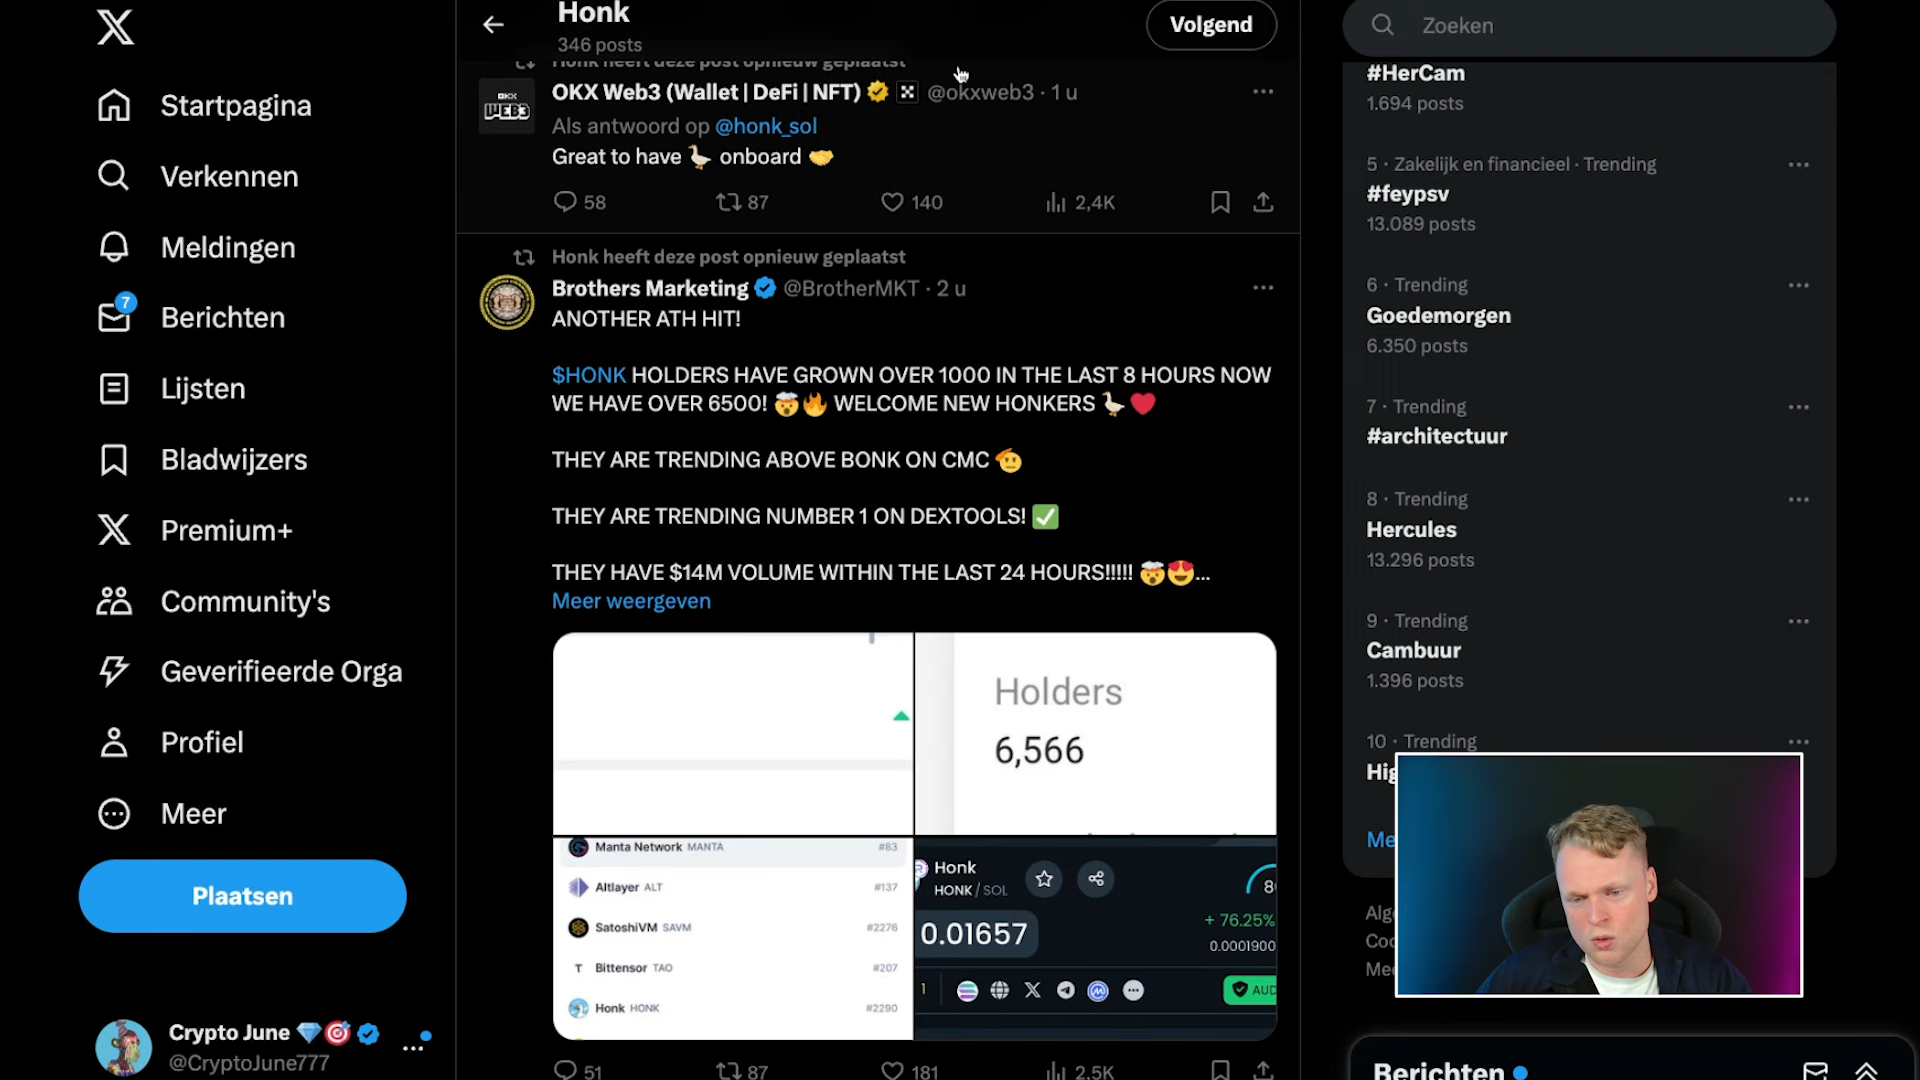 Startpagina
Verkennen
Meldingen
7
Berichten
Lijsten
Bladwijzers
Premium+
Community's
Geverifieerde Orga
Profiel
Meer
Plaatsen
Crypto June
@CryptoJune777
Honk
346 posts
Volgend
Honk heeft deze post opnieuw geplaatst
OKX
WEB3
OKX Web3 (Wallet | DeFi | NFT) @okxweb3 · 1 u
Als antwoord op @honk_sol
Great to have 🪿 onboard 🤝
58 87 140 2,4K
Honk heeft deze post opnieuw geplaatst
Brothers Marketing @BrotherMKT · 2 u
ANOTHER ATH HIT!
$HONK HOLDERS HAVE GROWN OVER 1000 IN THE LAST 8 HOURS NOW
WE HAVE OVER 6500! 🤯🔥 WELCOME NEW HONKERS 🪿❤️
THEY ARE TRENDING ABOVE BONK ON CMC 🫡
THEY ARE TRENDING NUMBER 1 ON DEXTOOLS! ✅
THEY HAVE $14M VOLUME WITHIN THE LAST 24 HOURS!!!!! 🤯😍...
Meer weergeven
Holders
6,566
Manta Network MANTA #83
Altlayer ALT #137
SatoshiVM SAVM #2276
Bittensor TAO #207
Honk HONK #2290
Honk
HONK / SOL
0.01657
+ 76.25%
0.0001900
1
51 87 181 2,5K
Zoeken
#HerCam
1.694 posts
5 · Zakelijk en financieel · Trending
#feypsv
13.089 posts
6 · Trending
Goedemorgen
6.350 posts
7 · Trending
#architectuur
8 · Trending
Hercules
13.296 posts
9 · Trending
Cambuur
1.396 posts
10 · Trending
Berichten